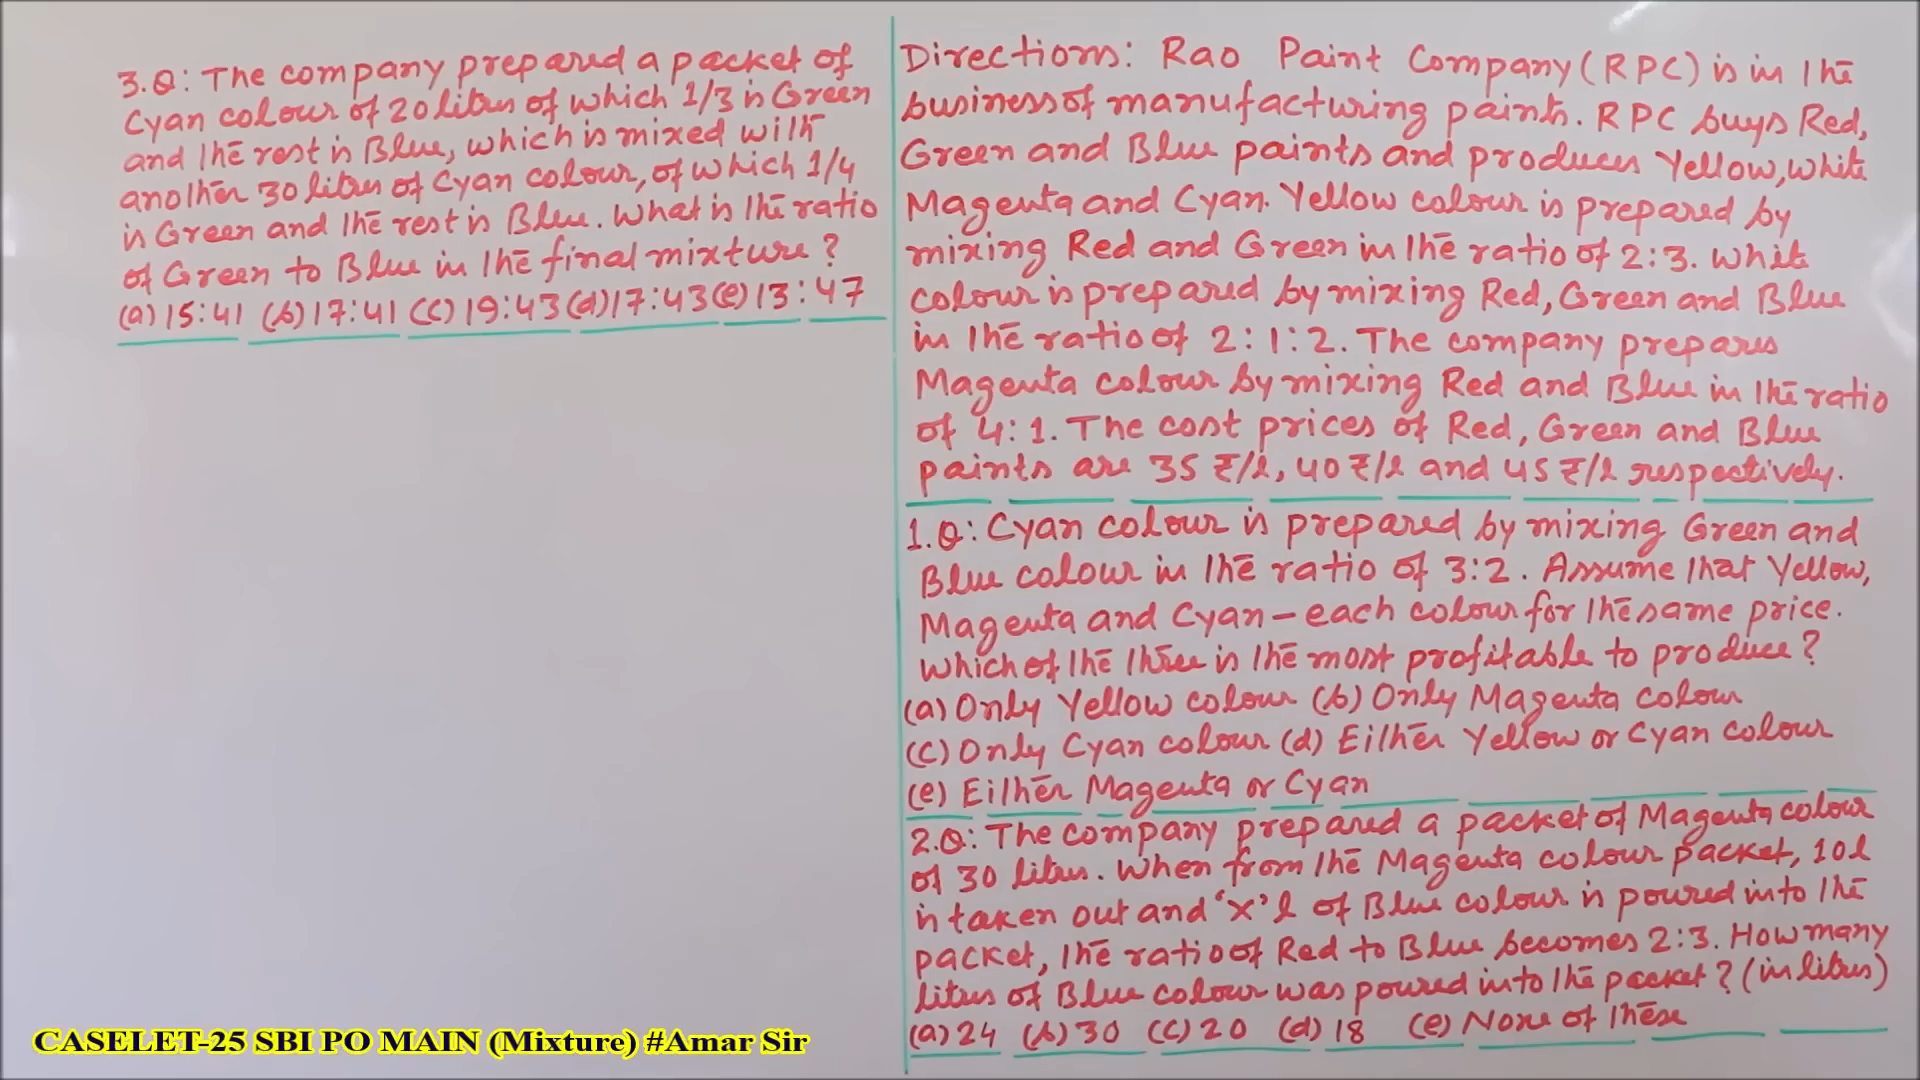 3.Q: The company prepared a packet of
Cyan colour of 20 litres of which 1/3 is Green
and the rest is Blue, which is mixed with
another 30 litres of Cyan colour, of which 1/4
is Green and the rest is Blue. What is the ratio
of Green to Blue in the final mixture?
(a) 15:41 (b) 17:41 (c) 19:43 (d) 17:43 (e) 13:47
Directions: Rao Paint Company (RPC) is in the
business of manufacturing paints. RPC buys Red,
Green and Blue paints and produces Yellow, White
Magenta and Cyan. Yellow colour is prepared by
mixing Red and Green in the ratio of 2:3. White
colour is prepared by mixing Red, Green and Blue
in the ratio of 2:1:2. The company prepares
Magenta colour by mixing Red and Blue in the ratio
of 4:1. The cost prices of Red, Green and Blue
paints are 35 ₹/l, 40 ₹/l and 45 ₹/l respectively.
1.Q: Cyan colour is prepared by mixing Green and
Blue colour in the ratio of 3:2. Assume that Yellow,
Magenta and Cyan - each colour for the same price.
Which of the three is the most profitable to produce?
(a) Only Yellow colour (b) Only Magenta colour
(c) Only Cyan colour (d) Either Yellow or Cyan colour
(e) Either Magenta or Cyan
2.Q: The company prepared a packet of Magenta colour
of 30 litres. When from the Magenta colour packet, 10l
is taken out and 'x' l of Blue colour is poured into the
packet, the ratio of Red to Blue becomes 2:3. How many
litres of Blue colour was poured into the packet? (in litres)
(a) 24 (b) 30 (c) 20 (d) 18 (e) None of these
CASELET-25 SBI PO MAIN (Mixture) #Amar Sir